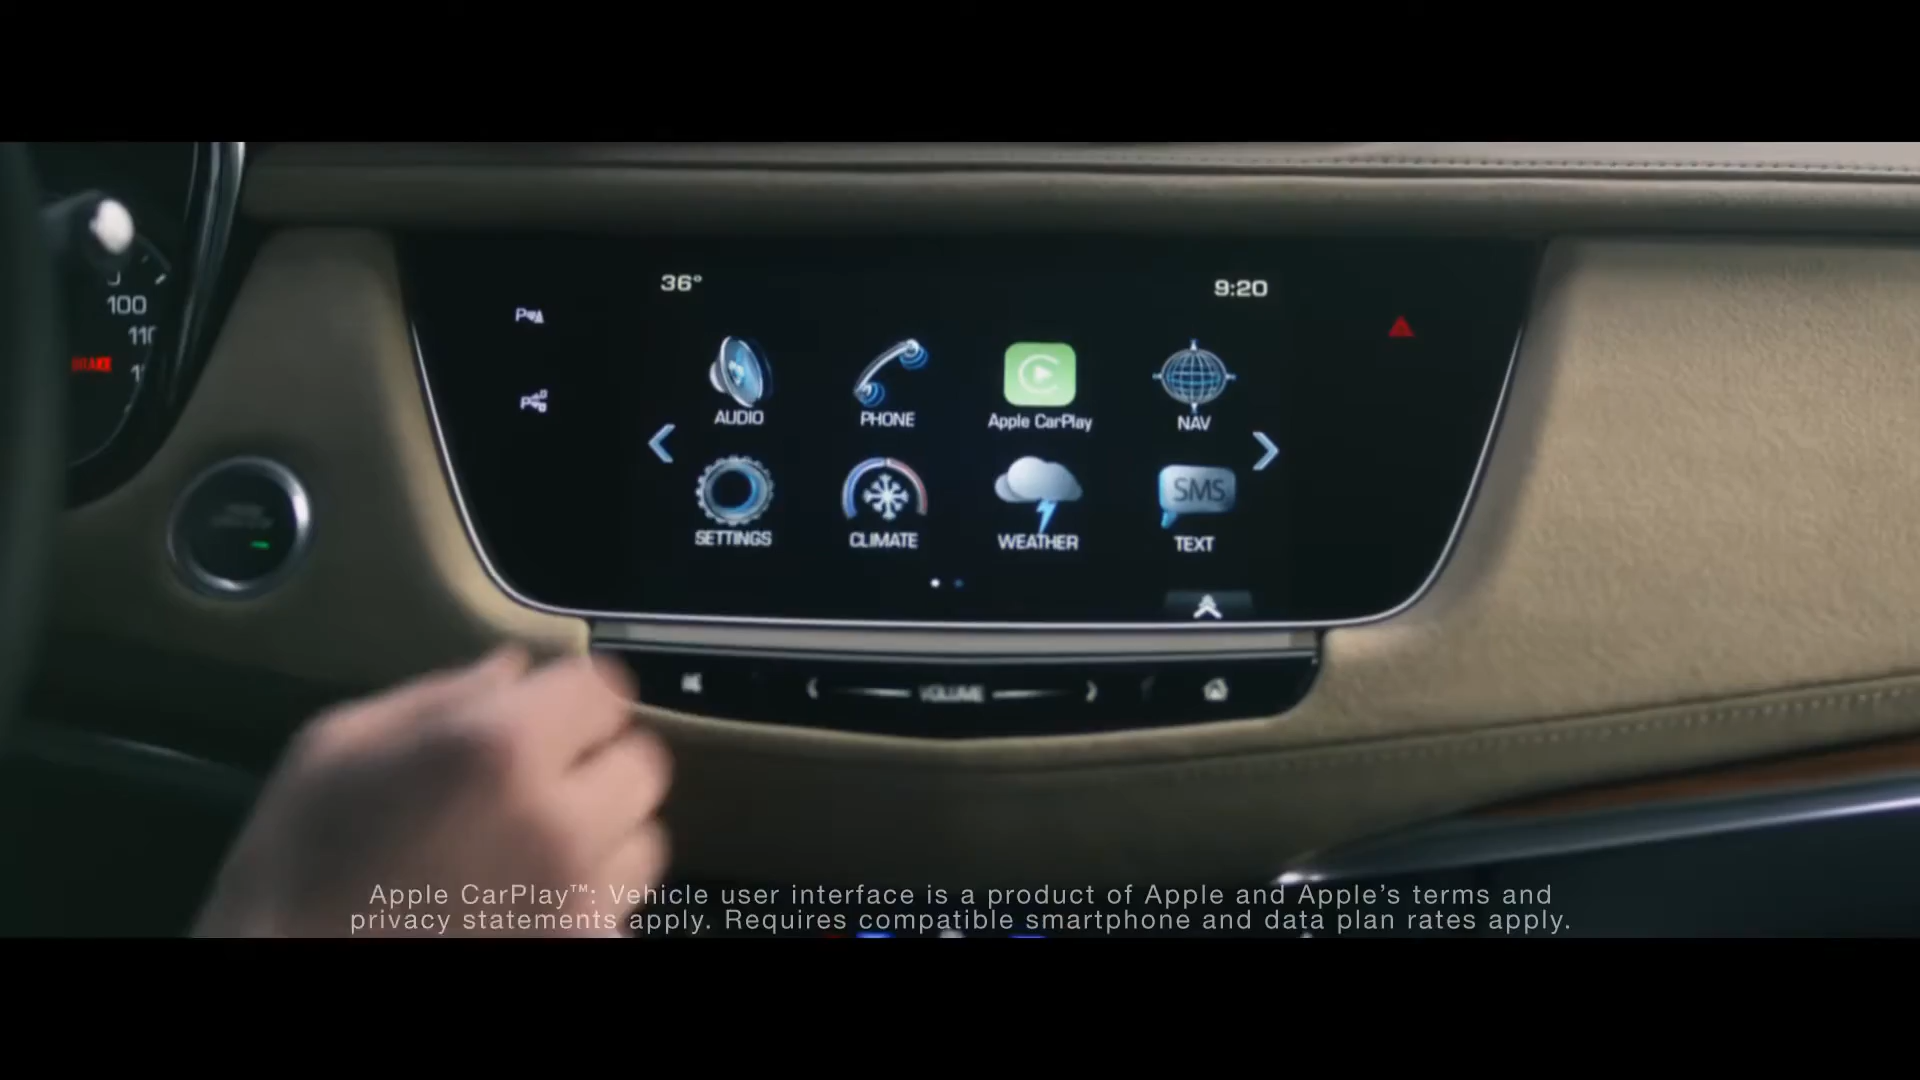 36°
9:20
100
110
BRAKE
AUDIO
PHONE
Apple CarPlay
NAV
SETTINGS
CLIMATE
WEATHER
SMS
TEXT
VOLUME
Apple CarPlay™: Vehicle user interface is a product of Apple and Apple's terms and
privacy statements apply. Requires compatible smartphone and data plan rates apply.